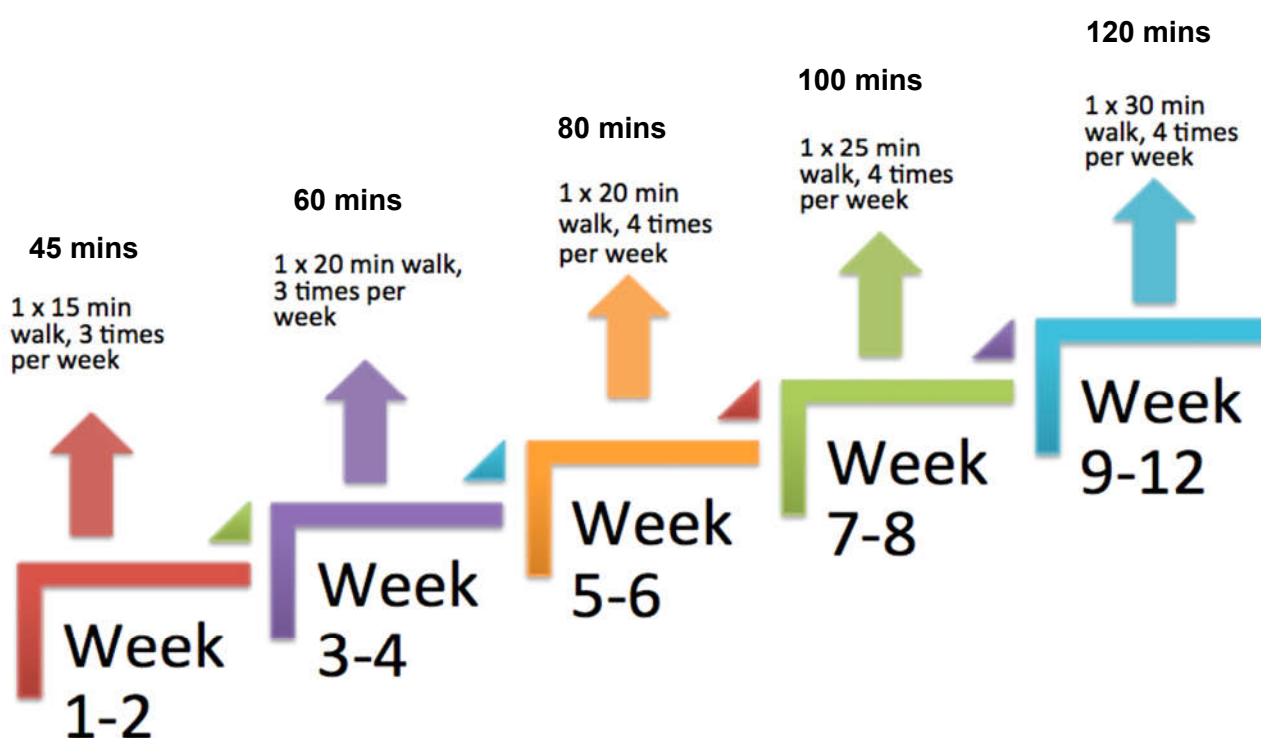 45 mins
1 x 15 min
walk, 3 times
per week
Week
1-2
60 mins
1 x 20 min walk,
3 times per
week
Week
3-4
80 mins
1 x 20 min
walk, 4 times
per week
Week
5-6
100 mins
1 x 25 min
walk, 4 times
per week
Week
7-8
120 mins
1 x 30 min
walk, 4 times
per week
Week
9-12